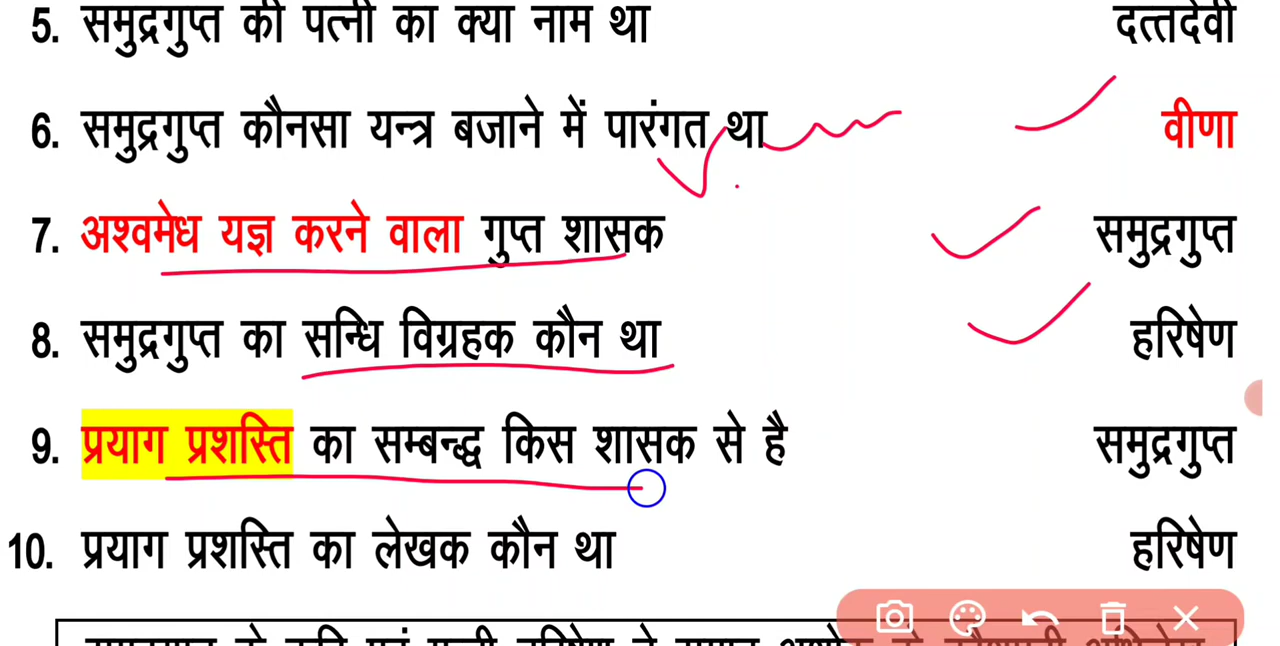 5. समुद्रगुप्त की पत्नी का क्या नाम था दत्तदेवी
6. समुद्रगुप्त कौनसा यन्त्र बजाने में पारंगत था वीणा
7. अश्वमेध यज्ञ करने वाला गुप्त शासक समुद्रगुप्त
8. समुद्रगुप्त का सन्धि विग्रहक कौन था हरिषेण
9. प्रयाग प्रशस्ति का सम्बन्द्ध किस शासक से है समुद्रगुप्त
10. प्रयाग प्रशस्ति का लेखक कौन था हरिषेण